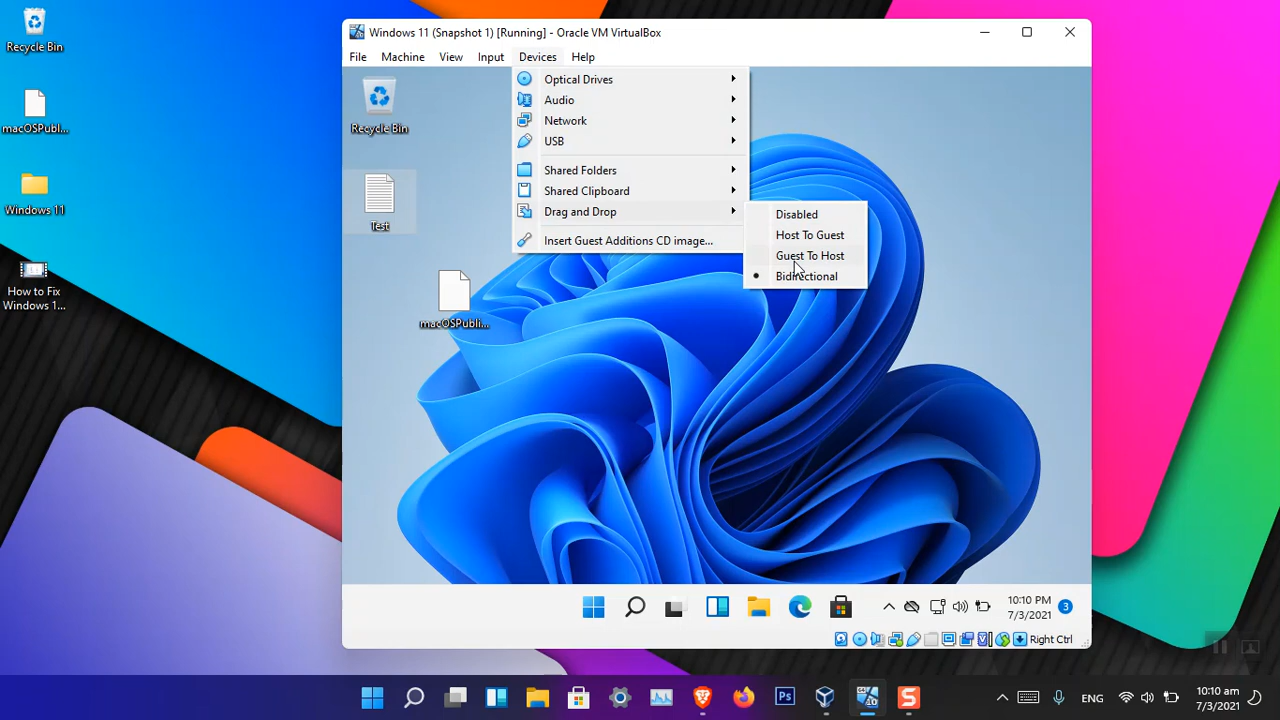 Recycle Bin
macOSPubl...
Windows 11
How to Fix
Windows 1...
Windows 11 (Snapshot 1) [Running] - Oracle VM VirtualBox
File Machine View Input Devices Help
Optical Drives
Audio
Network
USB
Shared Folders
Shared Clipboard
Drag and Drop
Insert Guest Additions CD image...
Disabled
Host To Guest
Guest To Host
Bidirectional
Recycle Bin
Test
macOSPubli...
10:10 PM
7/3/2021
3
Right Ctrl
Ps
S
ENG
10:10 am
7/3/2021